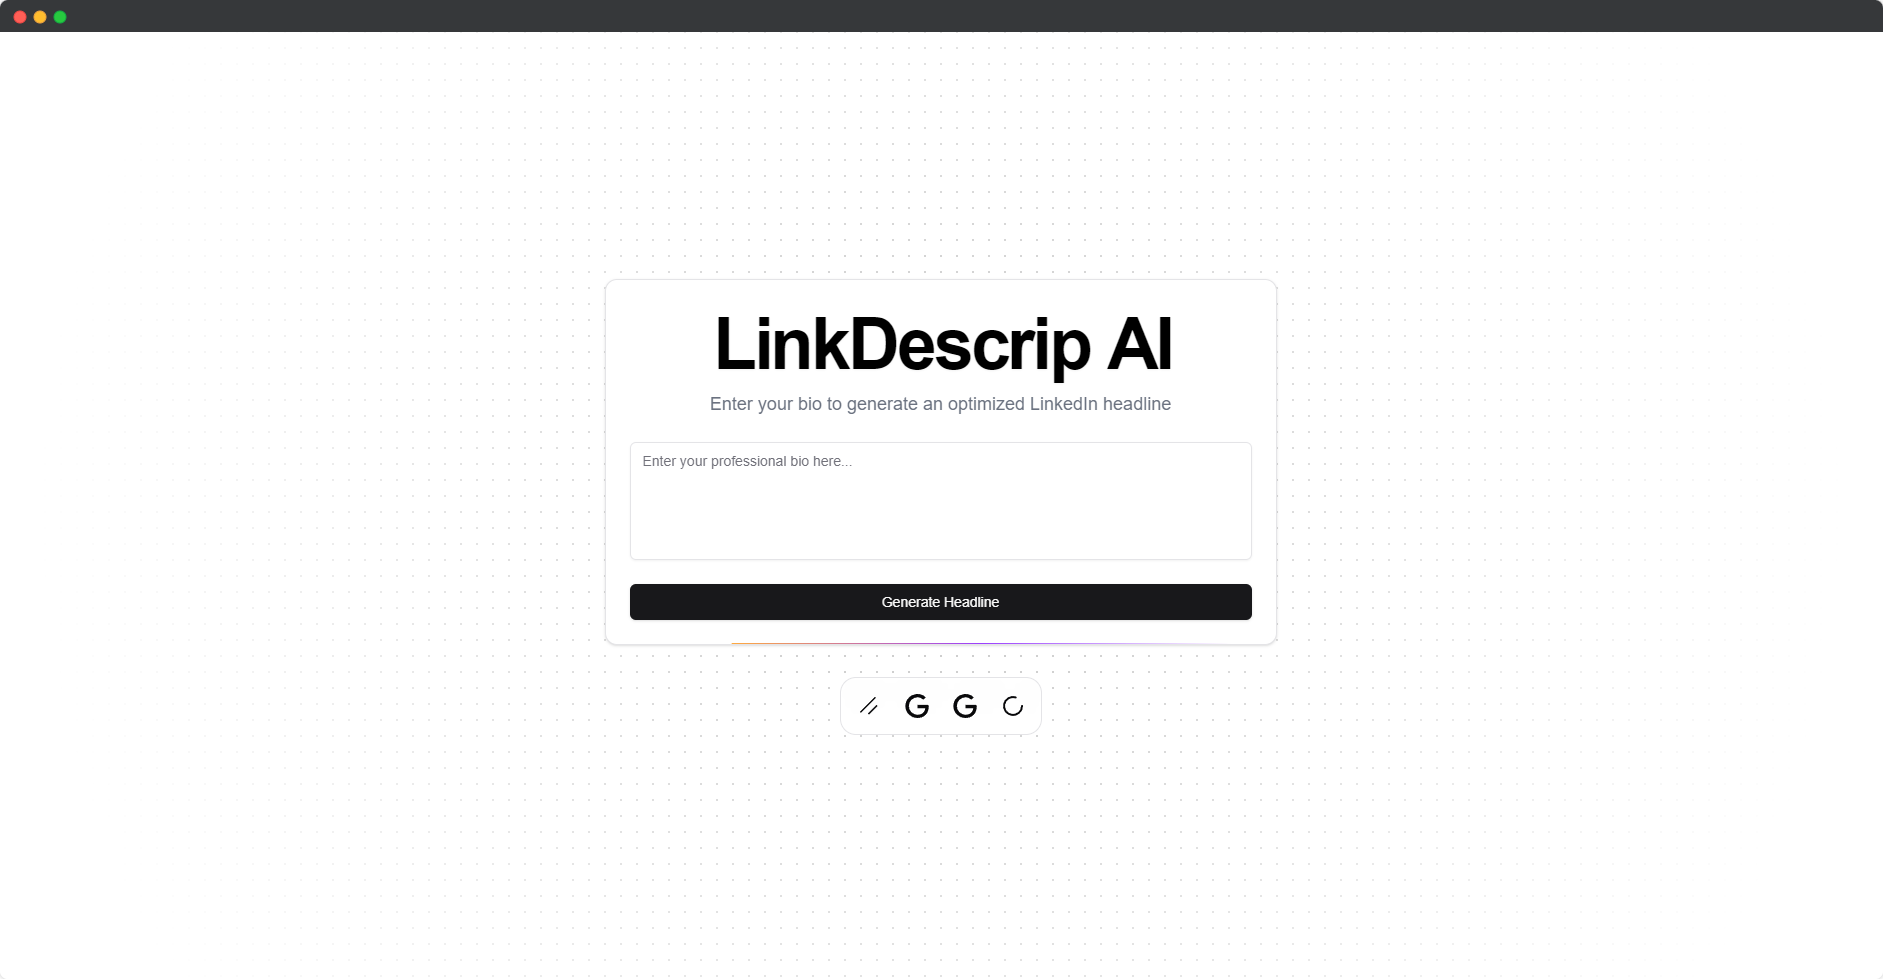 LinkDescrip AI
Enter your bio to generate an optimized LinkedIn headline
Enter your professional bio here...
Generate Headline